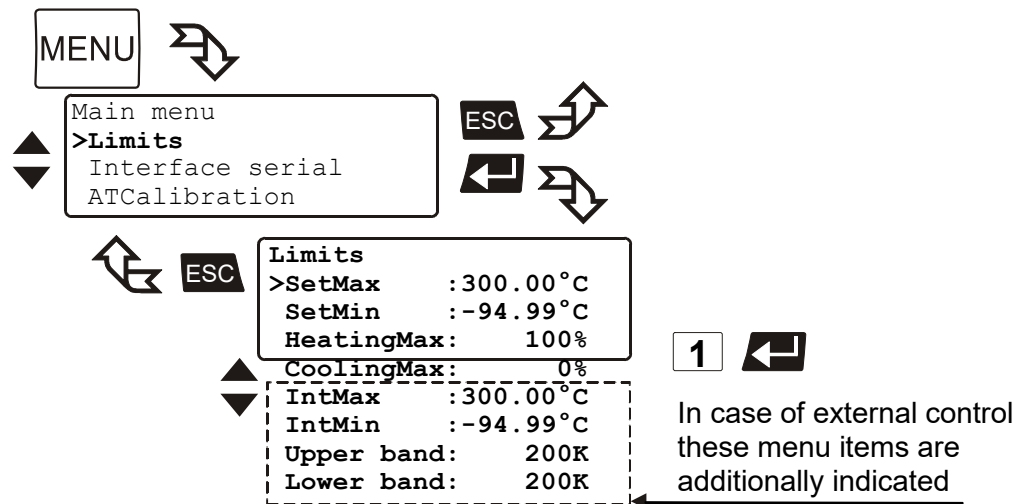 MENU
Main menu
>Limits
Interface serial
ATCalibration
ESC
ESC
Limits
>SetMax :300.00°C
SetMin :-94.99°C
HeatingMax: 100%
CoolingMax: 0%
IntMax :300.00°C
IntMin :-94.99°C
Upper band: 200K
Lower band: 200K
1
In case of external control
these menu items are
additionally indicated